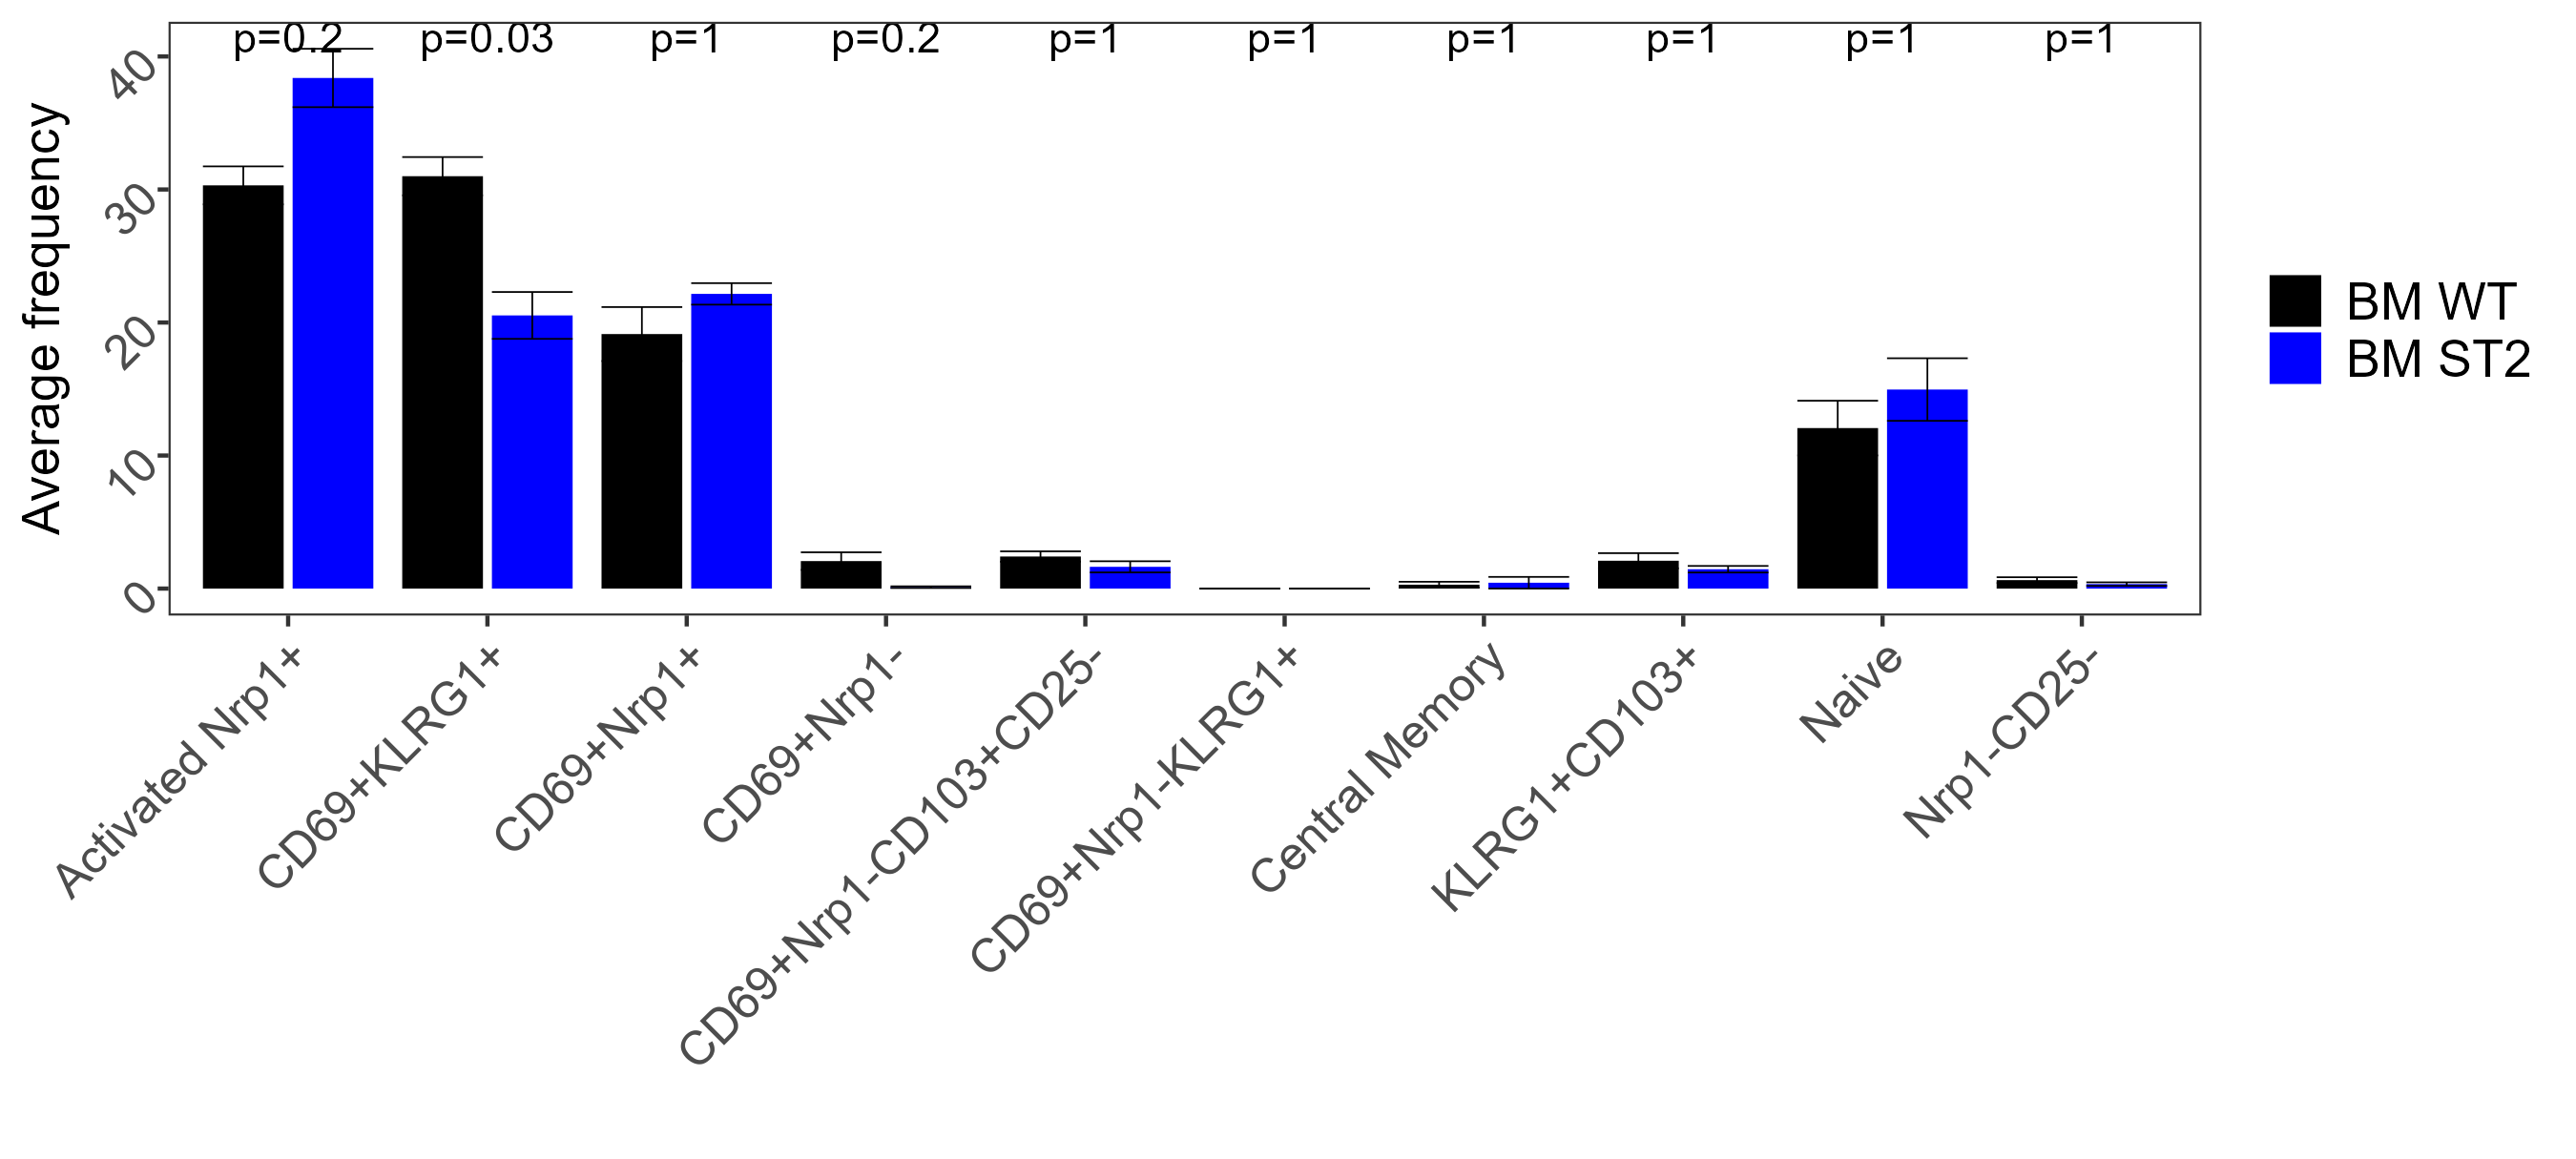 p=0.2 p=0.03 p=1 p=0.2 p=1 p=1 p=1 p=1 p=1 p=1
Average frequency
40
30
20
10
0
Activated Nrp1+
CD69+KLRG1+
CD69+Nrp1+
CD69+Nrp1-
CD69+Nrp1-CD103+CD25-
CD69+Nrp1-KLRG1+
Central Memory
KLRG1+CD103+
Naive
Nrp1-CD25-
BM WT
BM ST2